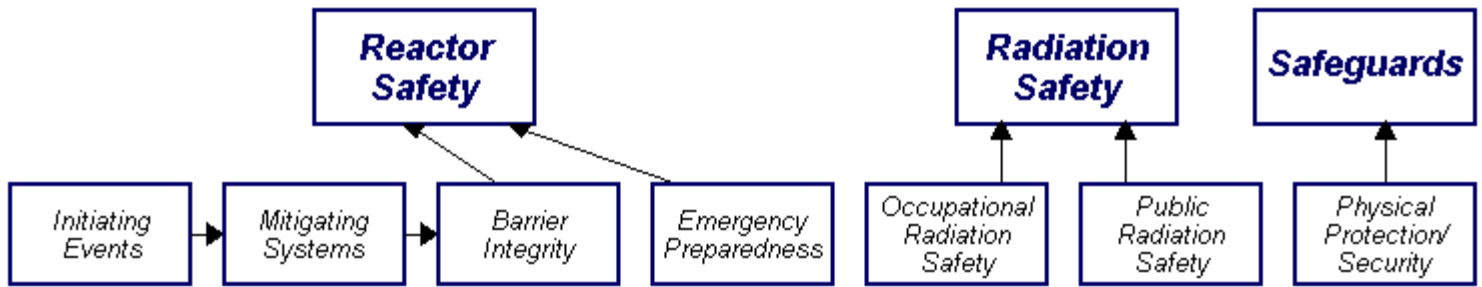 Reactor
Safety
Radiation
Safety
Safeguards
Initiating
Events
Mitigating
Systems
Barrier
Integrity
Emergency
Preparedness
Occupational
Radiation
Safety
Public
Radiation
Safety
Physical
Protection/
Security